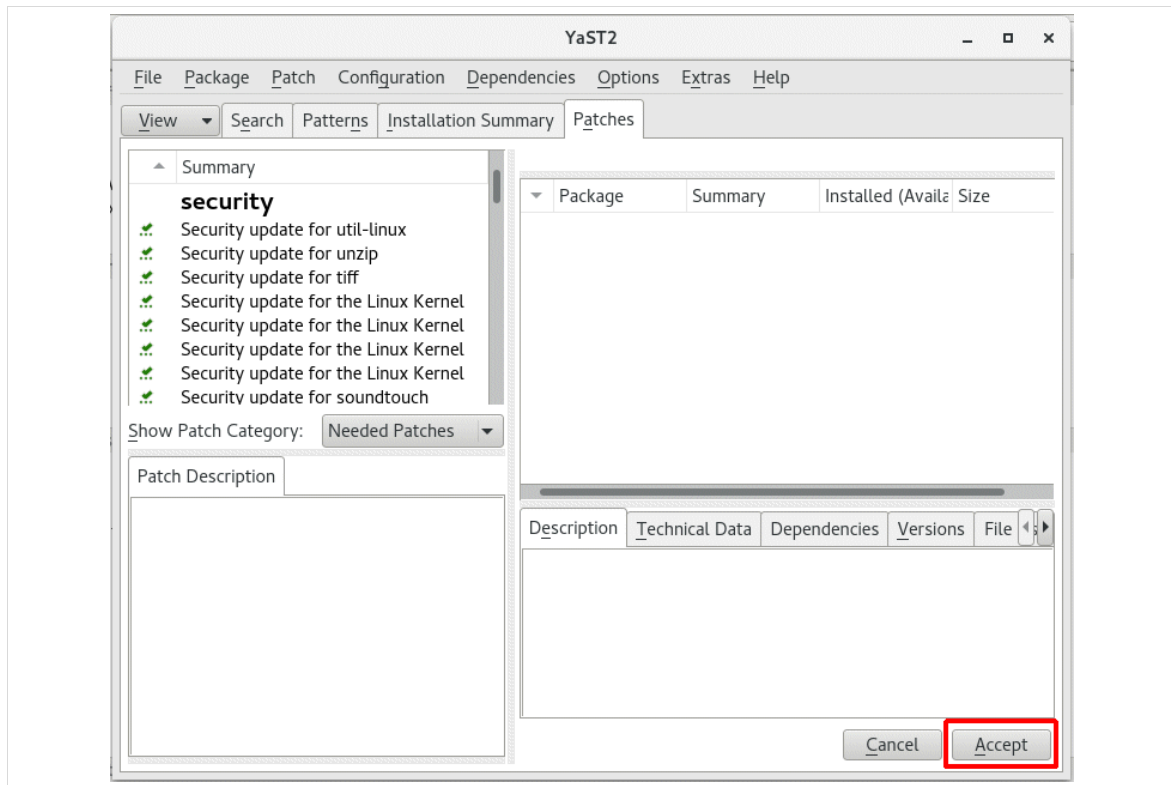 YaST2
File Package Patch Configuration Dependencies Options Extras Help
View Search Patterns Installation Summary Patches
Summary
security
Security update for util-linux
Security update for unzip
Security update for tiff
Security update for the Linux Kernel
Security update for the Linux Kernel
Security update for the Linux Kernel
Security update for the Linux Kernel
Security update for soundtouch
Show Patch Category: Needed Patches
Patch Description
Package Summary Installed (Availa Size
Description Technical Data Dependencies Versions File
Cancel Accept